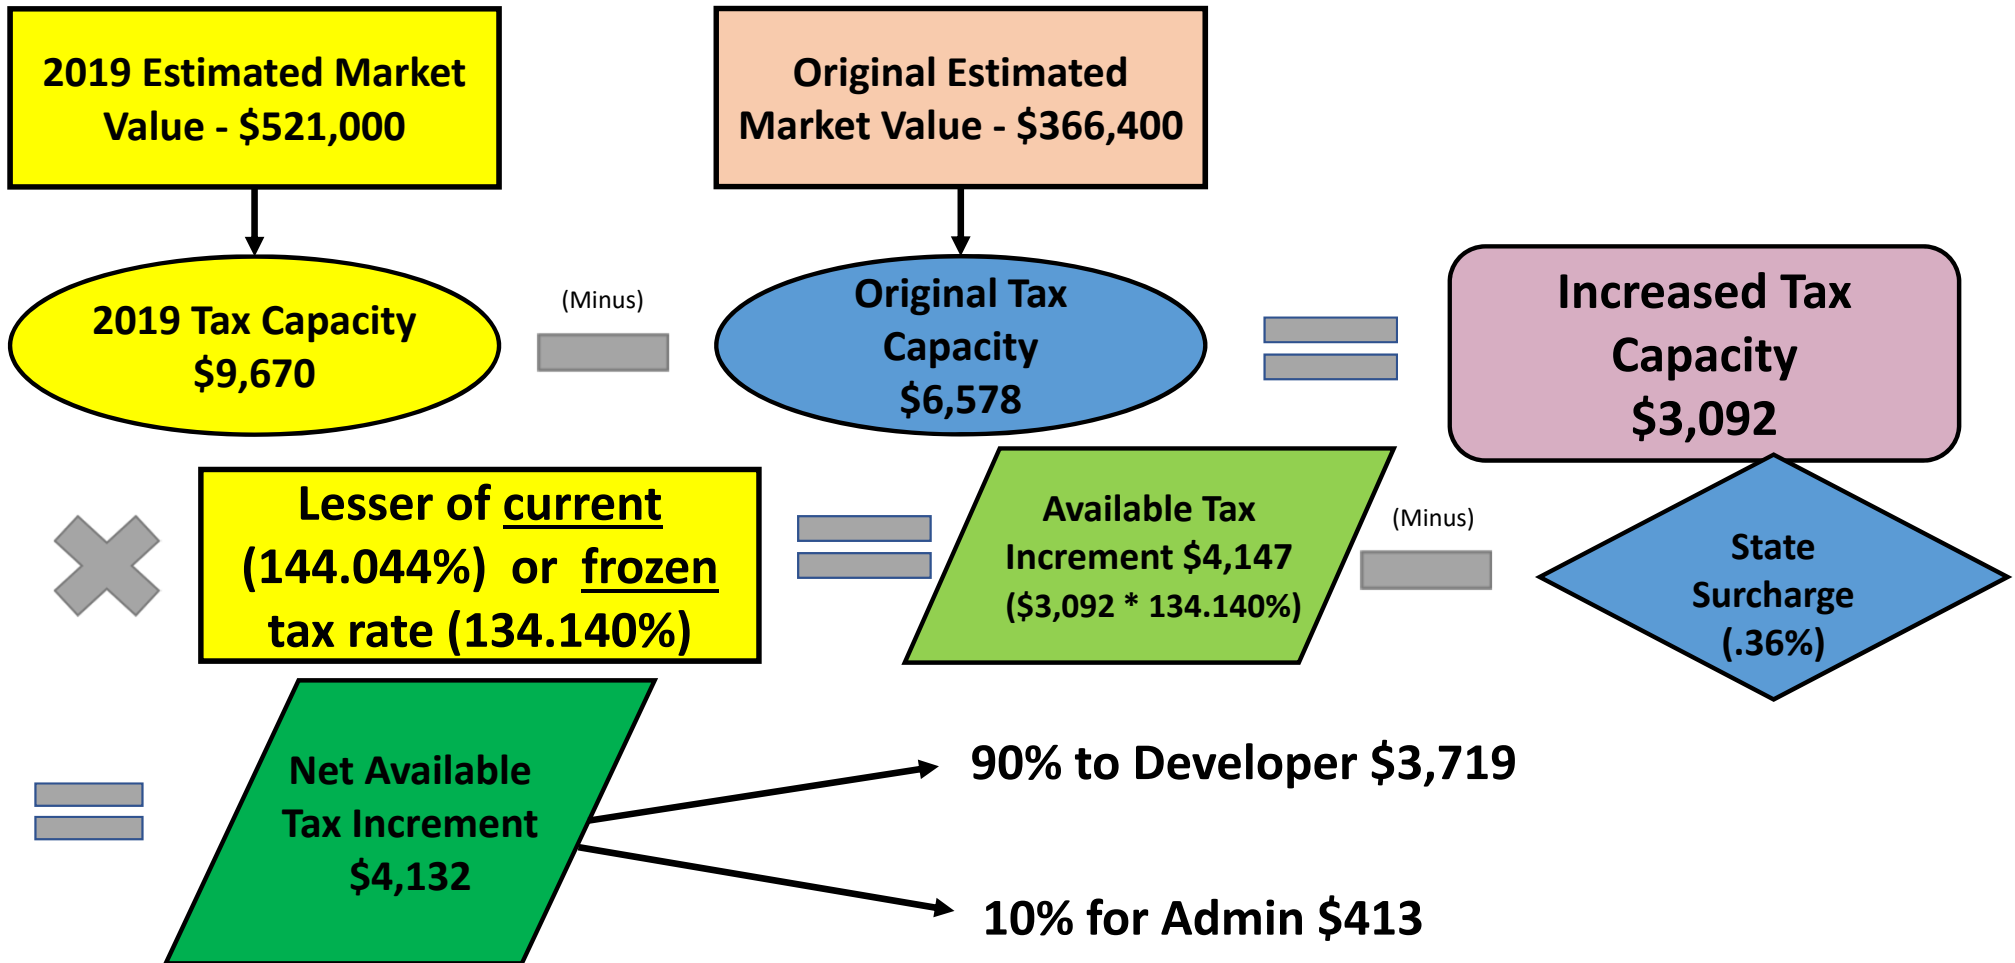 2019 Estimated Market
Value - $521,000
Original Estimated
Market Value - $366,400
2019 Tax Capacity
$9,670
(Minus)
Original Tax
Capacity
$6,578
Increased Tax
Capacity
$3,092
Lesser of current
(144.044%) or frozen
tax rate (134.140%)
Available Tax
Increment $4,147
($3,092 * 134.140%)
(Minus)
State
Surcharge
(.36%)
Net Available
Tax Increment
$4,132
90% to Developer $3,719
10% for Admin $413